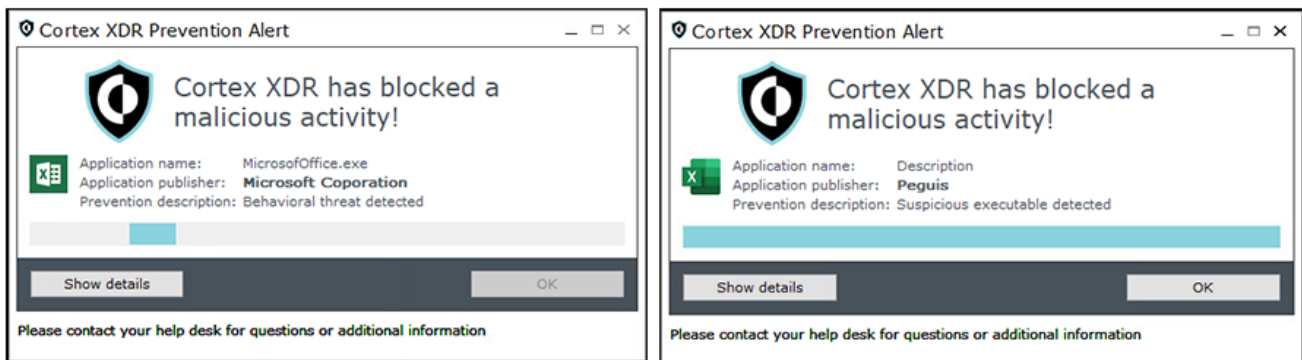 Cortex XDR Prevention Alert
Cortex XDR has blocked a
malicious activity!
Application name: MicrosofOffice.exe
Application publisher: Microsoft Coporation
Prevention description: Behavioral threat detected
Show details
OK
Please contact your help desk for questions or additional information
Cortex XDR Prevention Alert
Cortex XDR has blocked a
malicious activity!
Application name: Description
Application publisher: Peguis
Prevention description: Suspicious executable detected
Show details
OK
Please contact your help desk for questions or additional information